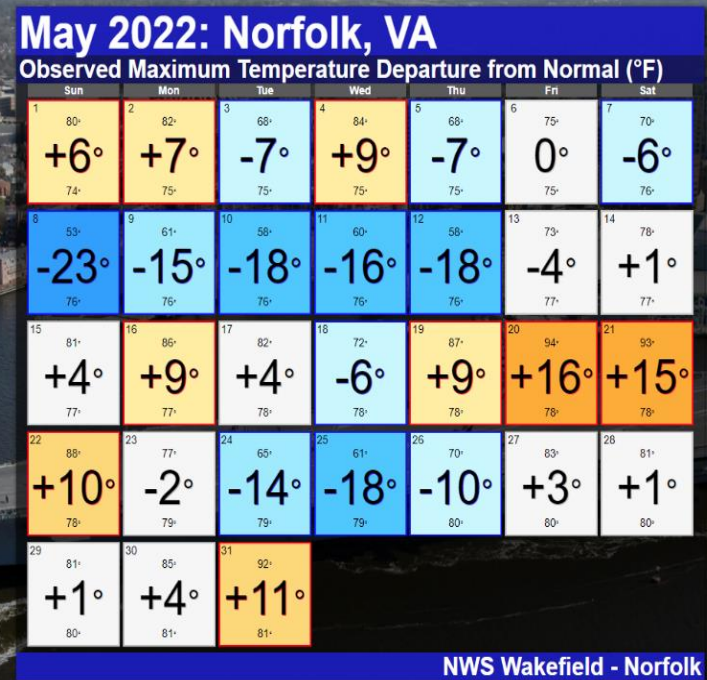 May 2022: Norfolk, VA
Observed Maximum Temperature Departure from Normal (°F)
Sun Mon Tue Wed Thu Fri Sat
1 2 3 4 5 6 7
80° 82° 68° 84° 68° 75° 70°
+6° +7° -7° +9° -7° 0° -6°
74° 75° 75° 75° 75° 75° 76°
8 9 10 11 12 13 14
53° 61° 58° 60° 58° 73° 78°
-23° -15° -18° -16° -18° -4° +1°
76° 76° 76° 76° 76° 77° 77°
15 16 17 18 19 20 21
81° 86° 82° 72° 87° 94° 93°
+4° +9° +4° -6° +9° +16° +15°
77° 77° 78° 78° 78° 78° 78°
22 23 24 25 26 27 28
88° 77° 65° 61° 70° 83° 81°
+10° -2° -14° -18° -10° +3° +1°
78° 79° 79° 79° 80° 80° 80°
29 30 31
81° 85° 92°
+1° +4° +11°
80° 81° 81°
NWS Wakefield - Norfolk